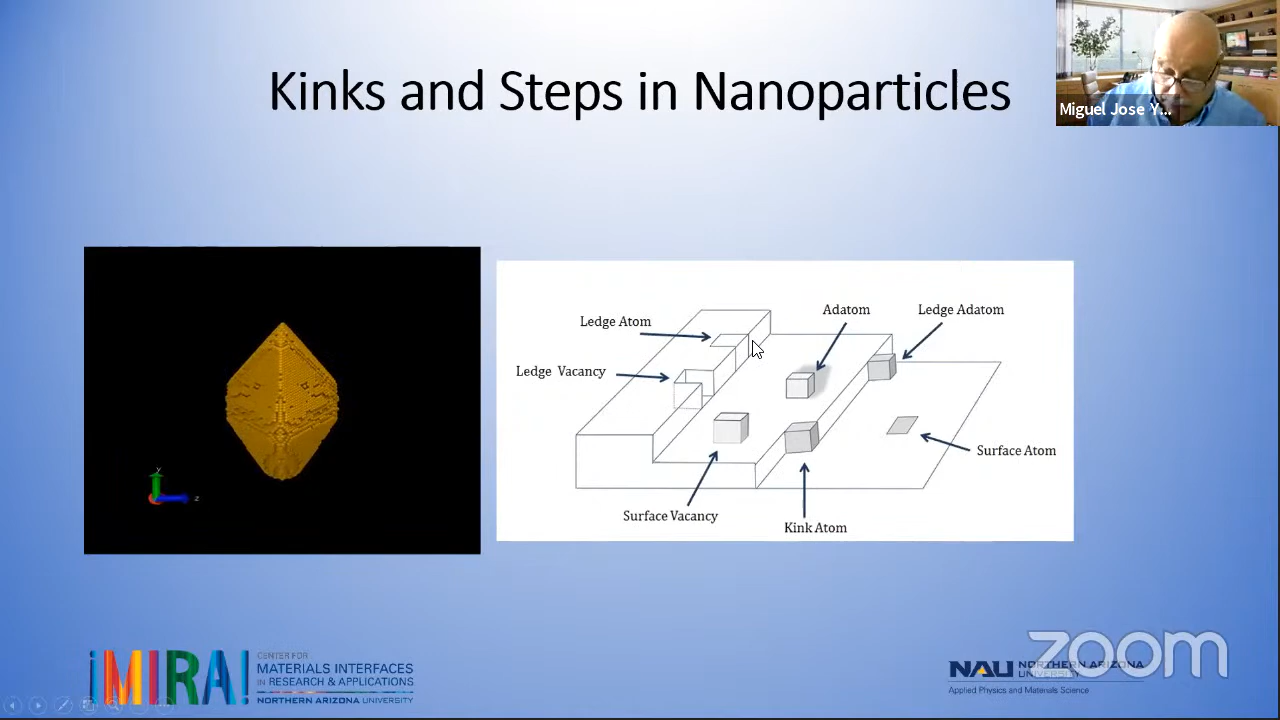 Kinks and Steps in Nanoparticles
Miguel Jose Y...
Ledge Atom
Adatom
Ledge Adatom
Ledge Vacancy
Surface Atom
Surface Vacancy
Kink Atom
y
z
¡MIRA!
CENTER FOR
MATERIALS INTERFACES
IN RESEARCH & APPLICATIONS
NORTHERN ARIZONA UNIVERSITY
zoom
NAU NORTHERN ARIZONA
UNIVERSITY
Applied Physics and Materials Science